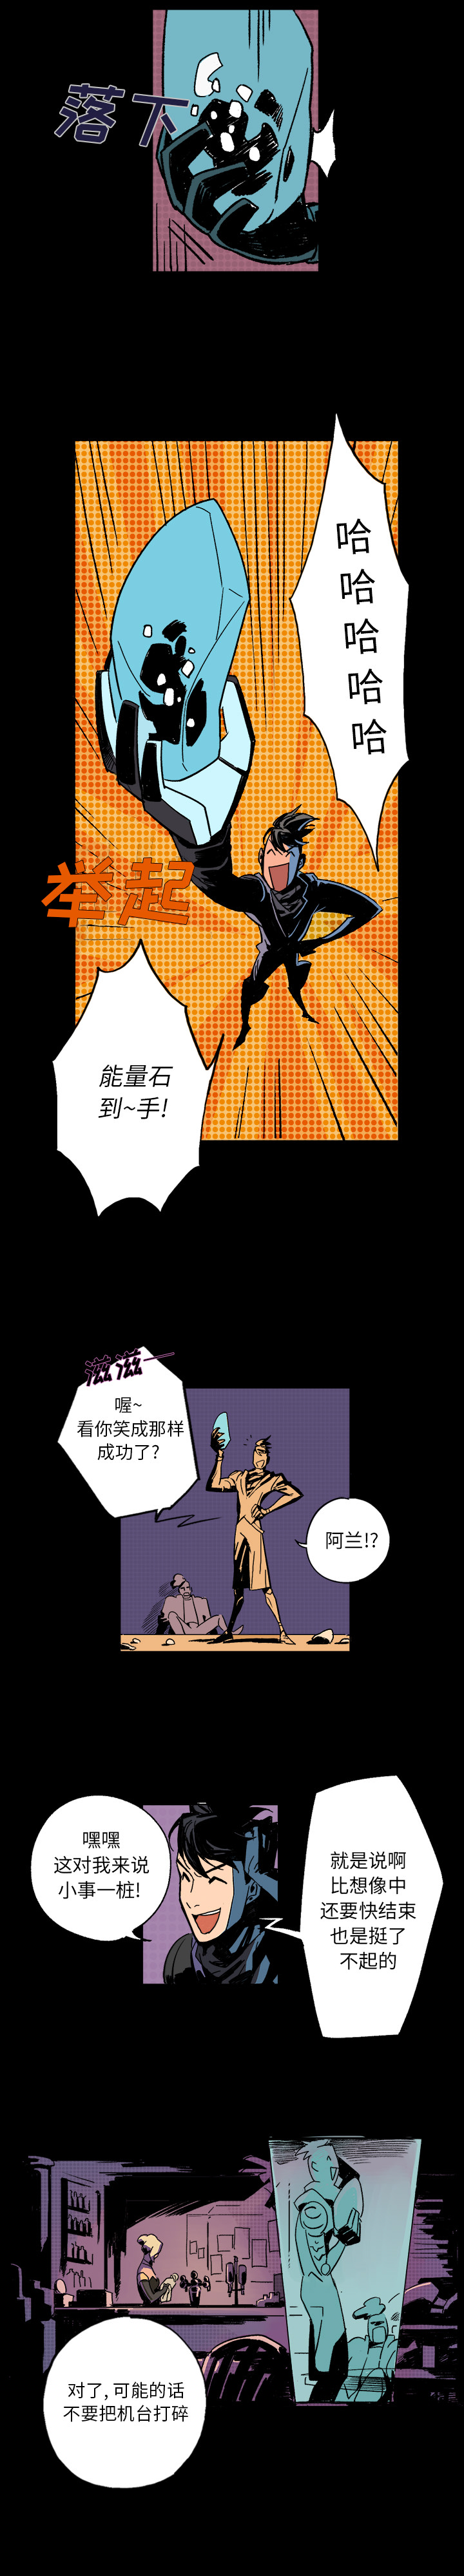 落下
哈哈哈哈哈
举起
能量石
到~手!
滋滋
喔~
看你笑成那样
成功了?
阿兰!?
嘿嘿
这对我来说
小事一桩!
就是说啊
比想像中
还要快结束
也是挺了
不起的
对了, 可能的话
不要把机台打碎